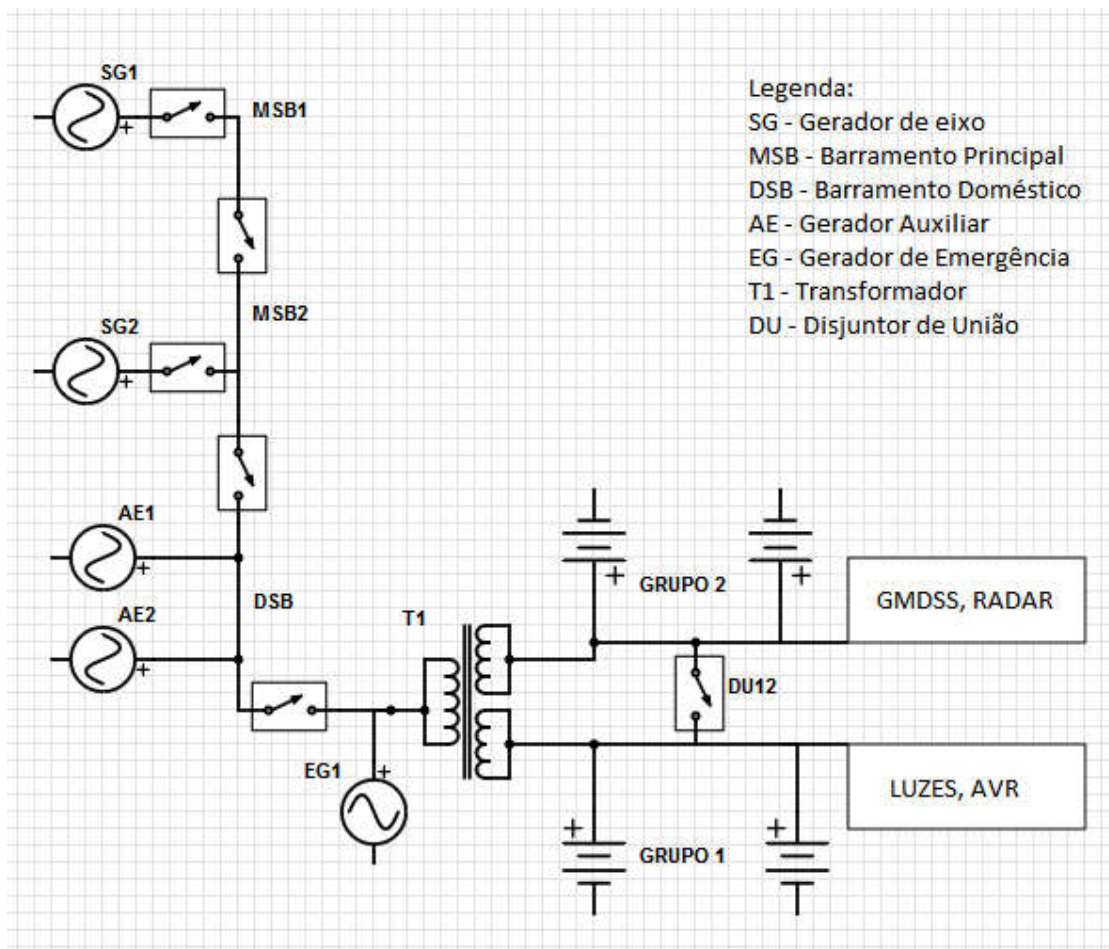 SG1
MSB1
Legenda:
SG - Gerador de eixo
MSB - Barramento Principal
DSB - Barramento Doméstico
AE - Gerador Auxiliar
EG - Gerador de Emergência
T1 - Transformador
DU - Disjuntor de União
MSB2
SG2
AE1
DSB
AE2
T1
GRUPO 2
GMDSS, RADAR
DU12
EG1
LUZES, AVR
GRUPO 1